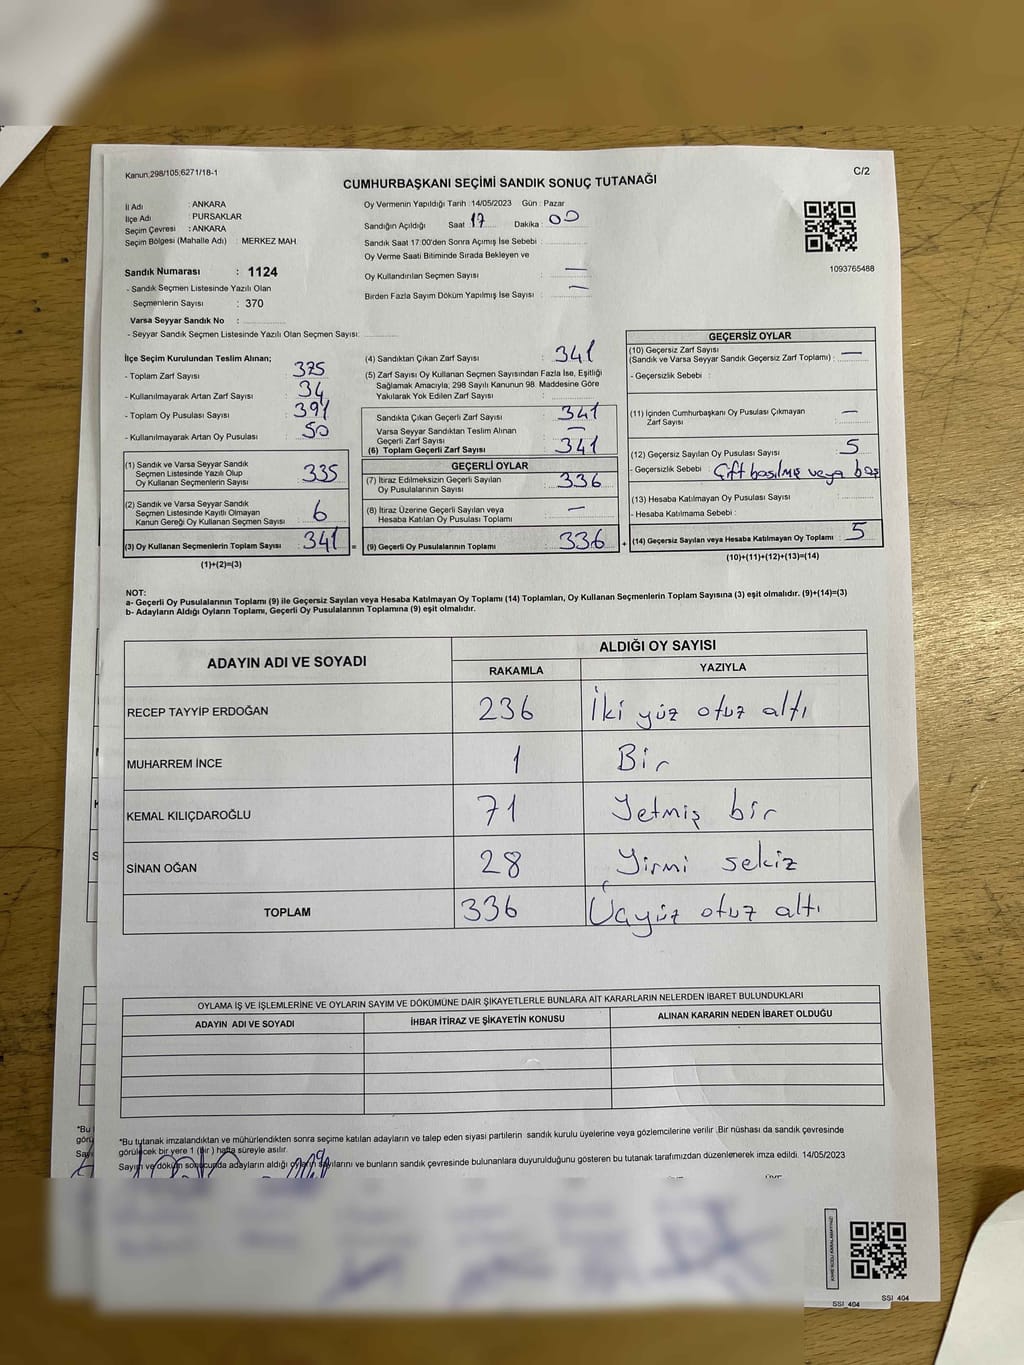 Kanun;298/105;6271/18-1
C/2
CUMHURBAŞKANI SEÇİMİ SANDIK SONUÇ TUTANAĞI
İl Adı : ANKARA
İlçe Adı : PURSAKLAR
Seçim Çevresi : ANKARA
Seçim Bölgesi (Mahalle Adı) : MERKEZ MAH.
Sandık Numarası : 1124
- Sandık Seçmen Listesinde Yazılı Olan
Seçmenlerin Sayısı : 370
Varsa Seyyar Sandık No :
- Seyyar Sandık Seçmen Listesinde Yazılı Olan Seçmen Sayısı:
Oy Vermenin Yapıldığı Tarih :14/05/2023 Gün : Pazar
Sandığın Açıldığı Saat : 17 Dakika : 00
Sandık Saat 17:00'den Sonra Açımış İse Sebebi :
Oy Verme Saati Bitiminde Sırada Bekleyen ve
Oy Kullandırılan Seçmen Sayısı : —
Birden Fazla Sayım Döküm Yapılmış İse Sayısı : —
1093765488
İlçe Seçim Kurulundan Teslim Alınan;
- Toplam Zarf Sayısı : 375
- Kullanılmayarak Artan Zarf Sayısı : 34
- Toplam Oy Pusulası Sayısı : 391
- Kullanılmayarak Artan Oy Pusulası : 50
(1) Sandık ve Varsa Seyyar Sandık
Seçmen Listesinde Yazılı Olup
Oy Kullanan Seçmenlerin Sayısı : 335
(2) Sandık ve Varsa Seyyar Sandık
Seçmen Listesinde Kayıtlı Olmayan
Kanun Gereği Oy Kullanan Seçmen Sayısı : 6
(3) Oy Kullanan Seçmenlerin Toplam Sayısı : 341 =
(1)+(2)=(3)
(4) Sandıktan Çıkan Zarf Sayısı : 341
(5) Zarf Sayısı Oy Kullanan Seçmen Sayısından Fazla İse, Eşitliği
Sağlamak Amacıyla; 298 Sayılı Kanunun 98. Maddesine Göre
Yakılarak Yok Edilen Zarf Sayısı :
Sandıkta Çıkan Geçerli Zarf Sayısı : 341
Varsa Seyyar Sandıktan Teslim Alınan
Geçerli Zarf Sayısı : —
(6) Toplam Geçerli Zarf Sayısı : 341
GEÇERLİ OYLAR
(7) İtiraz Edilmeksizin Geçerli Sayılan
Oy Pusulalarının Sayısı : 336
(8) İtiraz Üzerine Geçerli Sayılan veya
Hesaba Katılan Oy Pusulası Toplamı : —
(9) Geçerli Oy Pusulalarının Toplamı : 336 +
GEÇERSİZ OYLAR
(10) Geçersiz Zarf Sayısı
(Sandık ve Varsa Seyyar Sandık Geçersiz Zarf Toplamı) : —
- Geçersizlik Sebebi :
(11) İçinden Cumhurbaşkanı Oy Pusulası Çıkmayan
Zarf Sayısı : —
(12) Geçersiz Sayılan Oy Pusulası Sayısı : 5
- Geçersizlik Sebebi : Çift basılmış veya boş
(13) Hesaba Katılmayan Oy Pusulası Sayısı :
- Hesaba Katılmama Sebebi :
(14) Geçersiz Sayılan veya Hesaba Katılmayan Oy Toplamı : 5
(10)+(11)+(12)+(13)=(14)
NOT:
a- Geçerli Oy Pusulalarının Toplamı (9) ile Geçersiz Sayılan veya Hesaba Katılmayan Oy Toplamı (14) Toplamları, Oy Kullanan Seçmenlerin Toplam Sayısına (3) eşit olmalıdır. (9)+(14)=(3)
b- Adayların Aldığı Oyların Toplamı, Geçerli Oy Pusulalarının Toplamına (9) eşit olmalıdır.
ADAYIN ADI VE SOYADI
ALDIĞI OY SAYISI
RAKAMLA YAZIYLA
RECEP TAYYİP ERDOĞAN 236 İki yüz otuz altı
MUHARREM İNCE 1 Bir
KEMAL KILIÇDAROĞLU 71 Yetmiş bir
SİNAN OĞAN 28 Yirmi sekiz
TOPLAM 336 Üçyüz otuz altı
OYLAMA İŞ VE İŞLEMLERİNE VE OYLARIN SAYIM VE DÖKÜMÜNE DAİR ŞİKAYETLERLE BUNLARA AİT KARARLARIN NELERDEN İBARET BULUNDUKLARI
ADAYIN ADI VE SOYADI İHBAR İTİRAZ VE ŞİKAYETİN KONUSU ALINAN KARARIN NEDEN İBARET OLDUĞU
*Bu tutanak imzalandıktan ve mühürlendikten sonra seçime katılan adayların ve talep eden siyasi partilerin sandık kurulu üyelerine veya gözlemcilerine verilir .Bir nüshası da sandık çevresinde
görülecek bir yere 1 (bir ) hafta süreyle asılır.
Sayım ve döküm sonucunda adayların aldığı oyların sayılarını ve bunların sandık çevresinde bulunanlara duyurulduğunu gösteren bu tutanak tarafımızdan düzenlenerek imza edildi. 14/05/2023
SSI 404
SSI 404